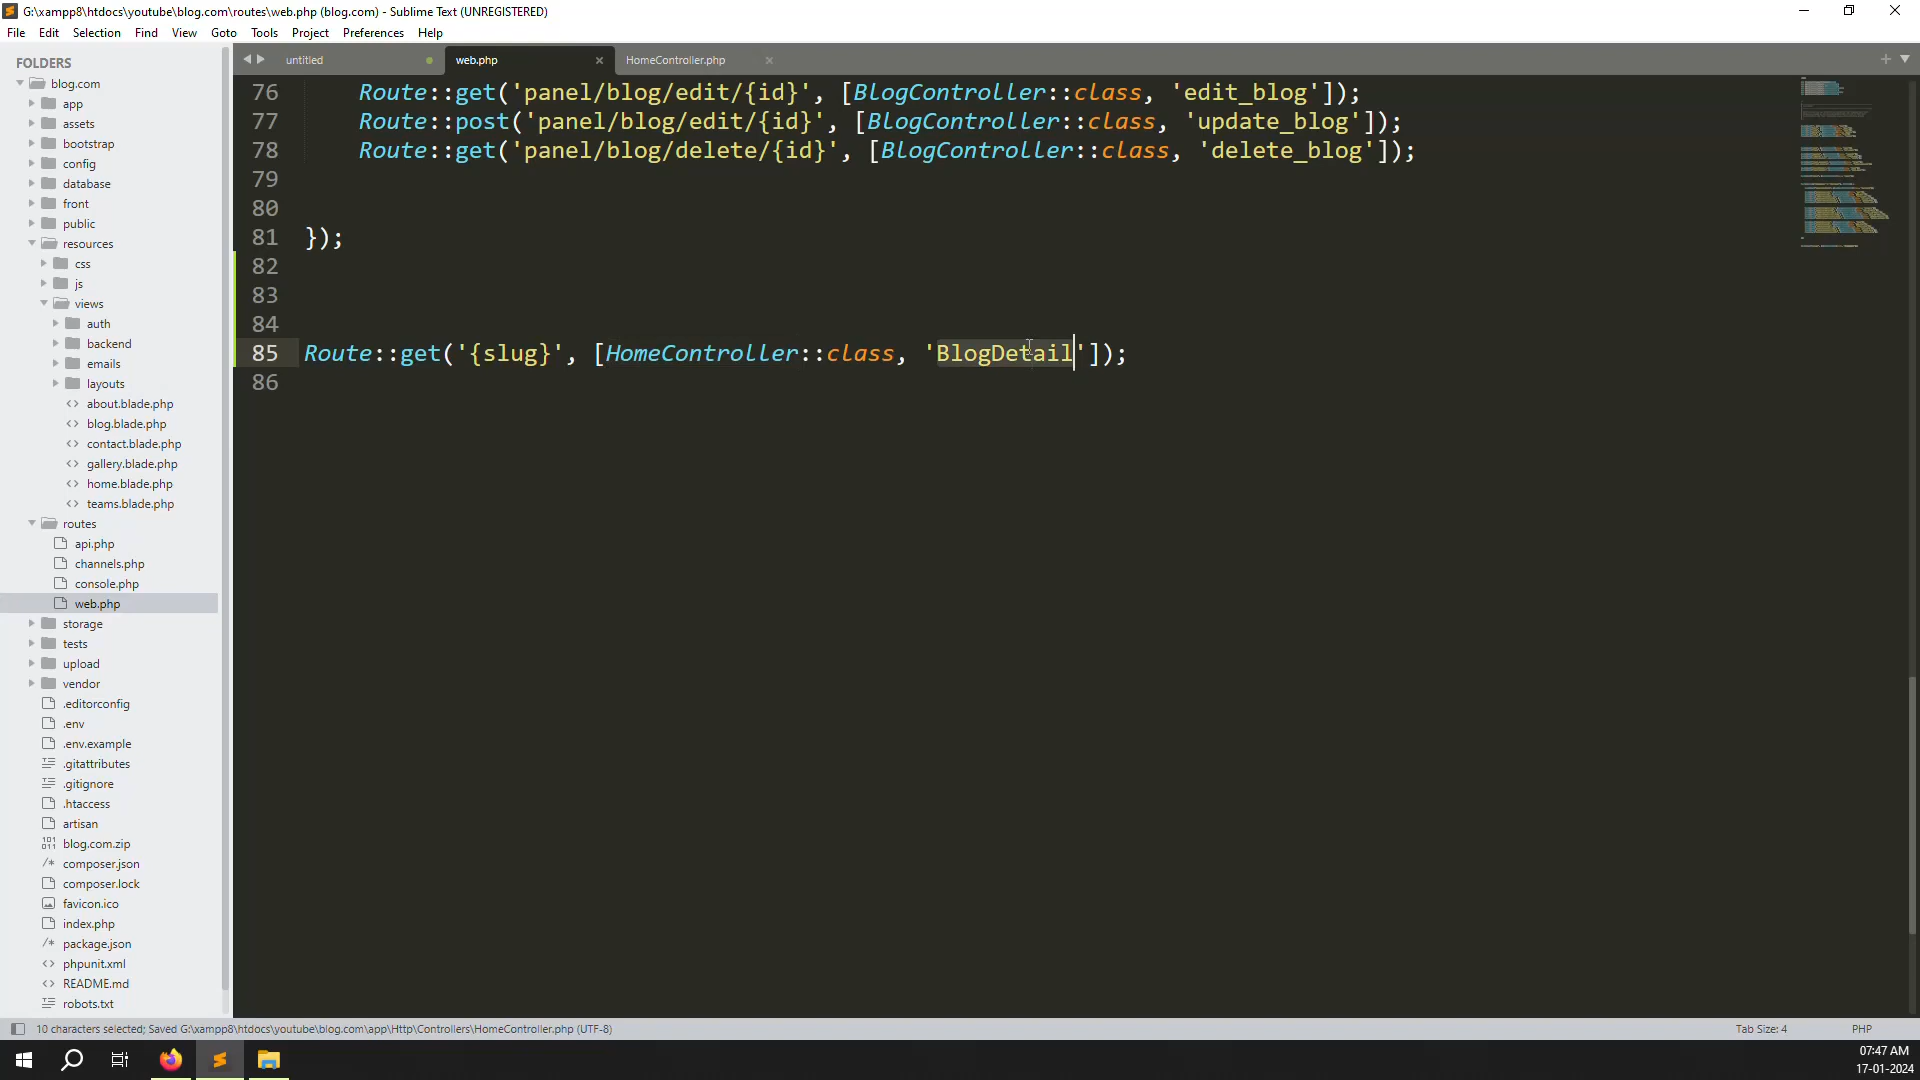 G:\xampp8\htdocs\youtube\blog.com\routes\web.php (blog.com) - Sublime Text (UNREGISTERED)
File Edit Selection Find View Goto Tools Project Preferences Help
FOLDERS
blog.com
app
assets
bootstrap
config
database
front
public
resources
css
js
views
auth
backend
emails
layouts
about.blade.php
blog.blade.php
contact.blade.php
gallery.blade.php
home.blade.php
teams.blade.php
routes
api.php
channels.php
console.php
web.php
storage
tests
upload
vendor
.editorconfig
.env
.env.example
.gitattributes
.gitignore
.htaccess
artisan
blog.com.zip
composer.json
composer.lock
favicon.ico
index.php
package.json
phpunit.xml
README.md
robots.txt
untitled web.php HomeController.php
76 Route::get('panel/blog/edit/{id}', [BlogController::class, 'edit_blog']);
77 Route::post('panel/blog/edit/{id}', [BlogController::class, 'update_blog']);
78 Route::get('panel/blog/delete/{id}', [BlogController::class, 'delete_blog']);
79
80
81 });
82
83
84
85 Route::get('{slug}', [HomeController::class, 'BlogDetail']);
86
10 characters selected; Saved G:\xampp8\htdocs\youtube\blog.com\app\Http\Controllers\HomeController.php (UTF-8) Tab Size: 4 PHP
07:47 AM
17-01-2024